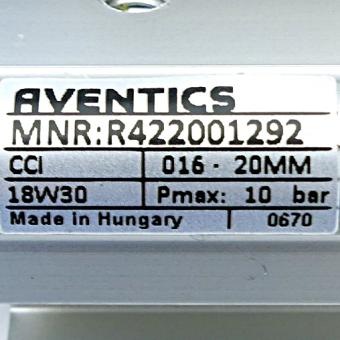 AVENTICS
MNR:R422001292
CCI 016 - 20MM
18W30 Pmax: 10 bar
Made in Hungary 0670